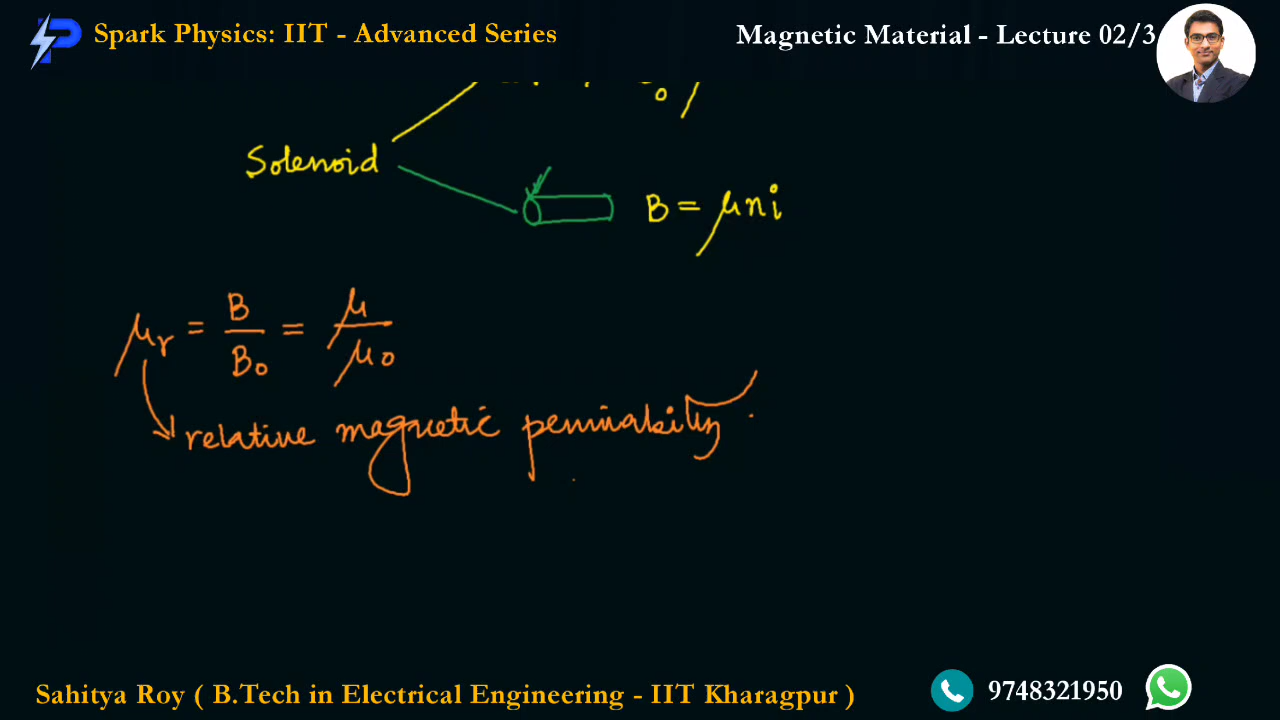 Spark Physics: IIT - Advanced Series
Magnetic Material - Lecture 02/3
Solenoid
B = μni
μr = B/B₀ = μ/μ₀
relative magnetic
Sahitya Roy ( B.Tech in Electrical Engineering - IIT Kharagpur )
9748321950